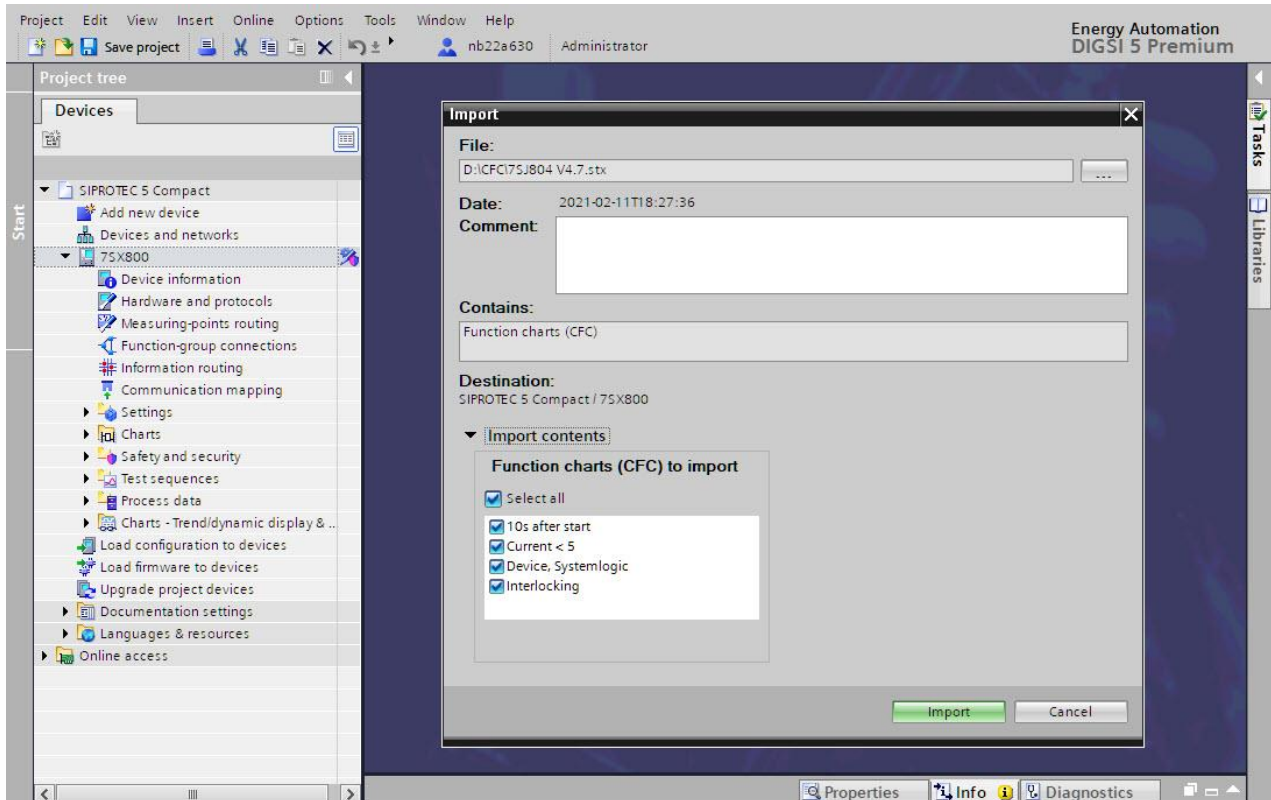 Project Edit View Insert Online Options Tools Window Help
Save project nb22a630 Administrator
Energy Automation
DIGSI 5 Premium
Start
Project tree
Devices
SIPROTEC 5 Compact
Add new device
Devices and networks
7SX800
Device information
Hardware and protocols
Measuring-points routing
Function-group connections
Information routing
Communication mapping
Settings
Charts
Safety and security
Test sequences
Process data
Charts - Trend/dynamic display & ...
Load configuration to devices
Load firmware to devices
Upgrade project devices
Documentation settings
Languages & resources
Online access
Import
File:
D:\CFC\7SJ804 V4.7.stx
...
Date: 2021-02-11T18:27:36
Comment:
Contains:
Function charts (CFC)
Destination:
SIPROTEC 5 Compact / 7SX800
Import contents
Function charts (CFC) to import
Select all
10s after start
Current < 5
Device, Systemlogic
Interlocking
Import Cancel
Tasks
Libraries
Properties Info Diagnostics